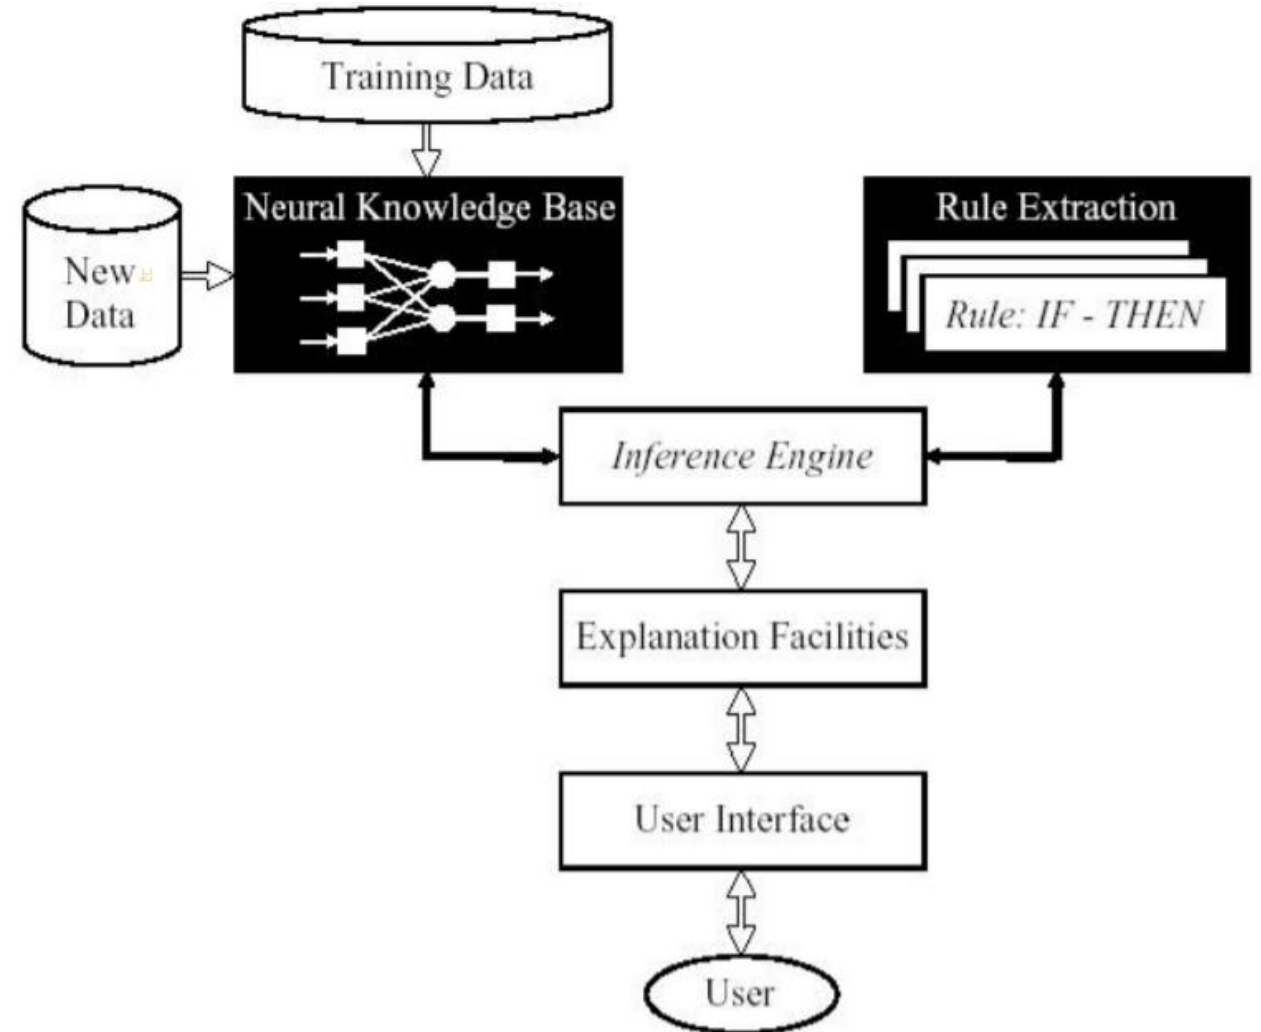 Training Data
Neural Knowledge Base
Rule Extraction
New
Data
Rule: IF - THEN
Inference Engine
Explanation Facilities
User Interface
User